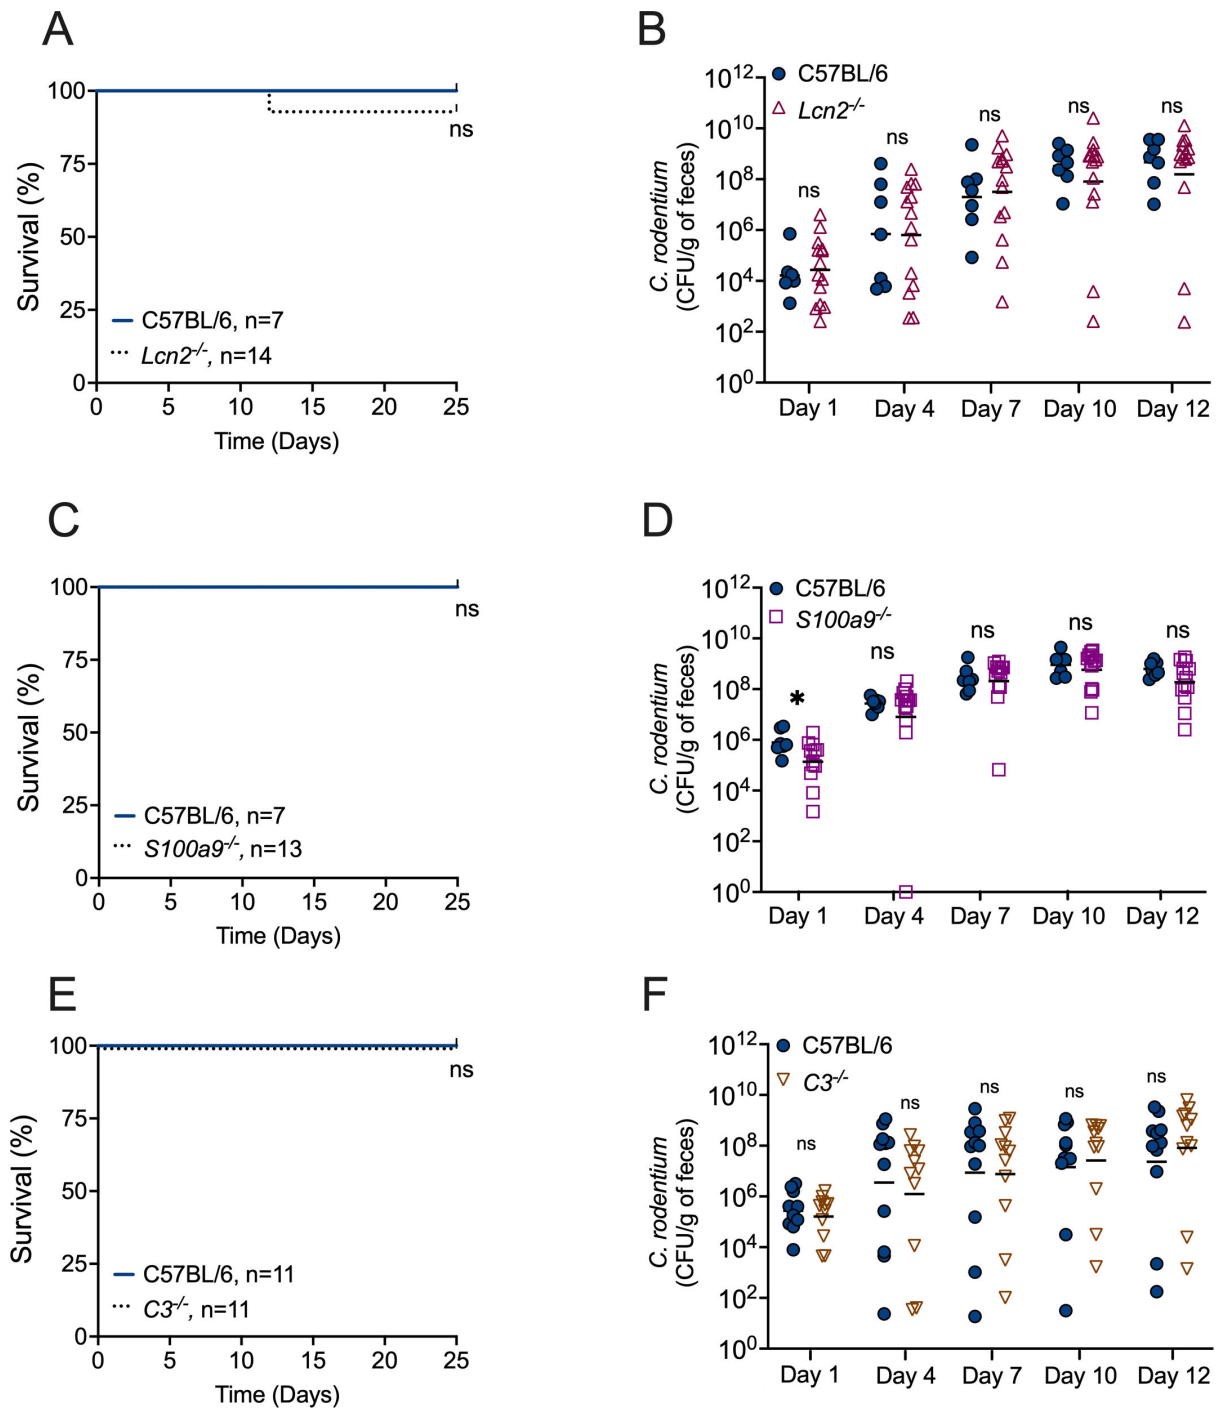 A
100
75
50
25
0
Survival (%)
ns
C57BL/6, n=7
Lcn2-/-, n=14
0 5 10 15 20 25
Time (Days)
B
10^12
10^10
10^8
10^6
10^4
10^2
10^0
C. rodentium
(CFU/g of feces)
C57BL/6
Lcn2-/-
ns ns ns ns ns
Day 1 Day 4 Day 7 Day 10 Day 12
C
100
75
50
25
0
Survival (%)
ns
C57BL/6, n=7
S100a9-/-, n=13
0 5 10 15 20 25
Time (Days)
D
10^12
10^10
10^8
10^6
10^4
10^2
10^0
C. rodentium
(CFU/g of feces)
C57BL/6
S100a9-/-
* ns ns ns ns
Day 1 Day 4 Day 7 Day 10 Day 12
E
100
75
50
25
0
Survival (%)
ns
C57BL/6, n=11
C3-/-, n=11
0 5 10 15 20 25
Time (Days)
F
10^12
10^10
10^8
10^6
10^4
10^2
10^0
C. rodentium
(CFU/g of feces)
C57BL/6
C3-/-
ns ns ns ns ns
Day 1 Day 4 Day 7 Day 10 Day 12